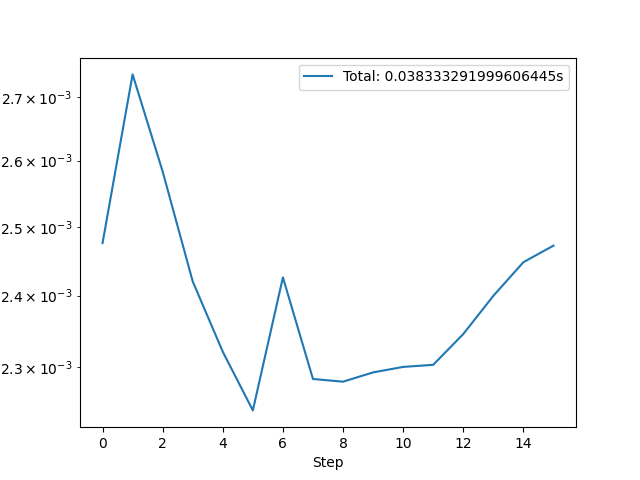 Total: 0.038333291999606445s
2.7 × 10⁻³
2.6 × 10⁻³
2.5 × 10⁻³
2.4 × 10⁻³
2.3 × 10⁻³
0 2 4 6 8 10 12 14
Step